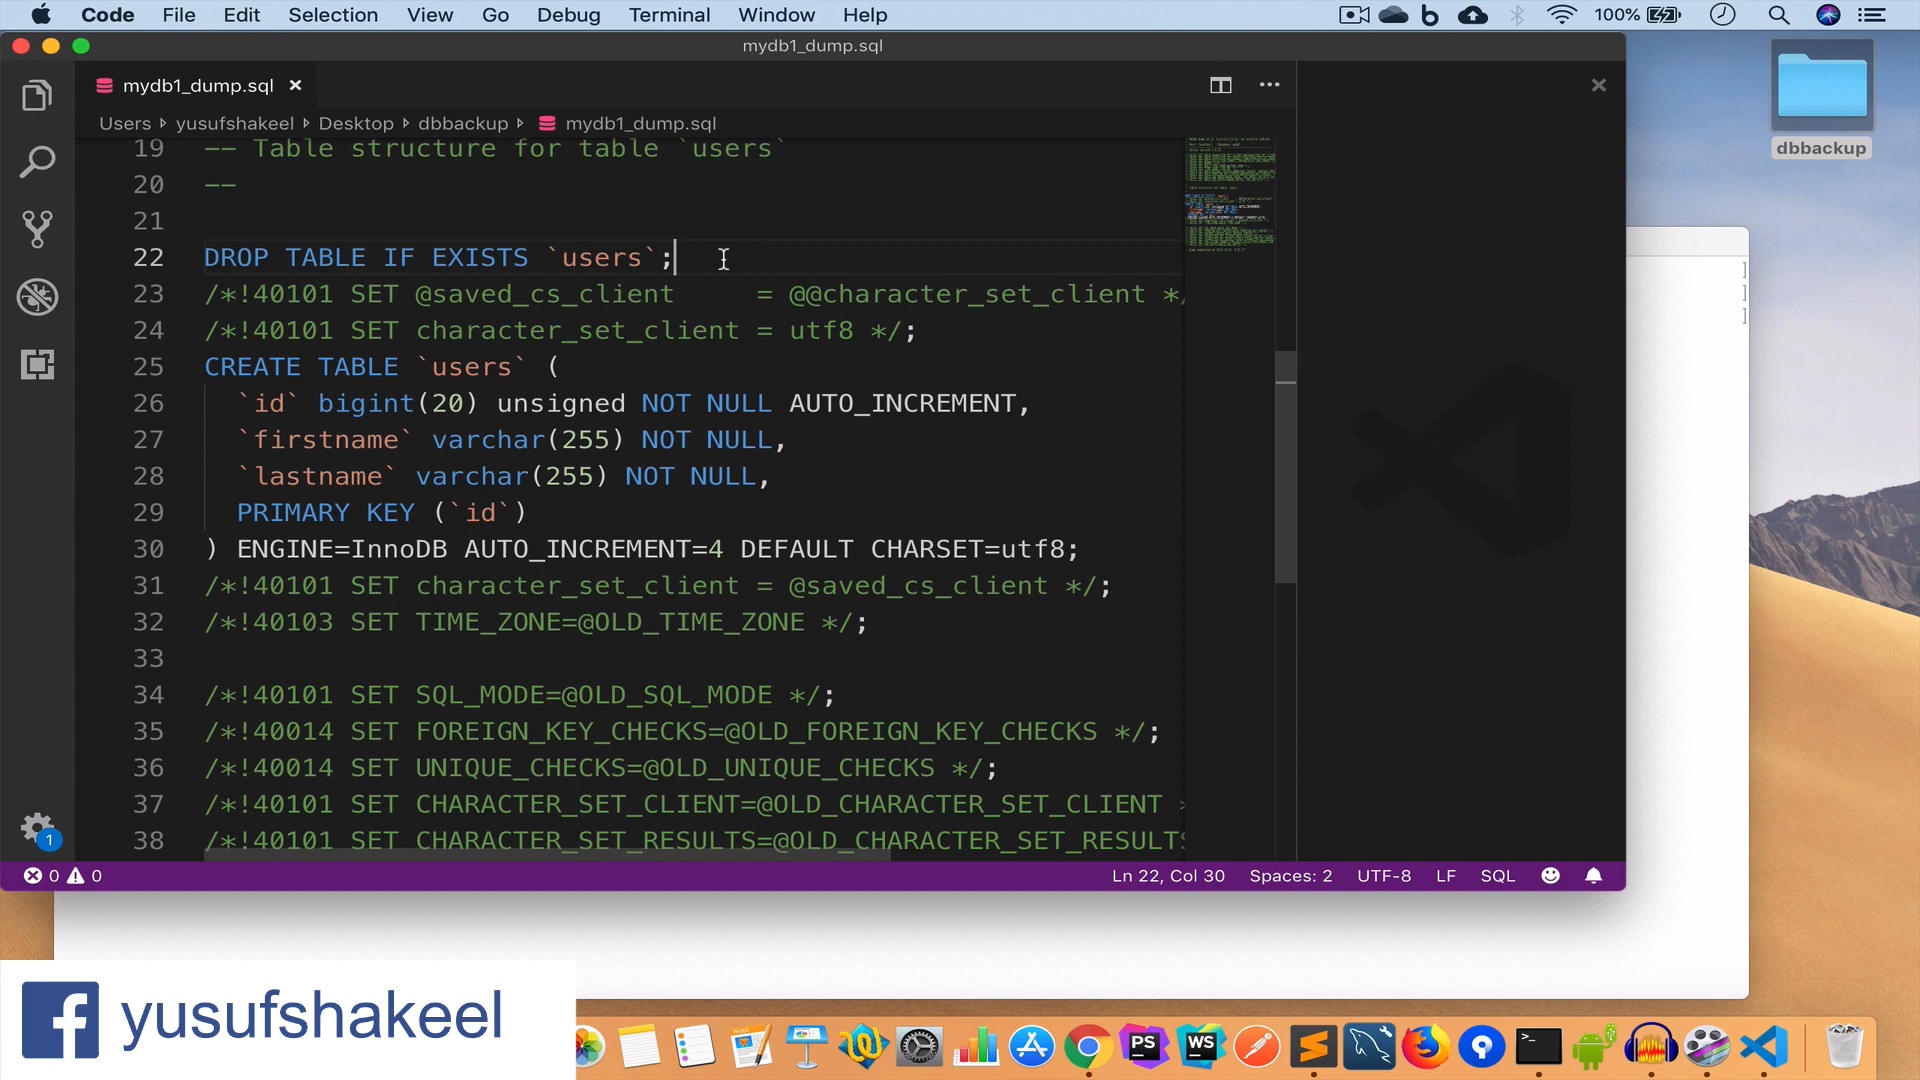 Code File Edit Selection View Go Debug Terminal Window Help 100%
mydb1_dump.sql
mydb1_dump.sql
Users yusufshakeel Desktop dbbackup mydb1_dump.sql
19 -- Table structure for table `users`
20 --
21
22 DROP TABLE IF EXISTS `users`;
23 /*!40101 SET @saved_cs_client     = @@character_set_client */
24 /*!40101 SET character_set_client = utf8 */;
25 CREATE TABLE `users` (
26   `id` bigint(20) unsigned NOT NULL AUTO_INCREMENT,
27   `firstname` varchar(255) NOT NULL,
28   `lastname` varchar(255) NOT NULL,
29   PRIMARY KEY (`id`)
30 ) ENGINE=InnoDB AUTO_INCREMENT=4 DEFAULT CHARSET=utf8;
31 /*!40101 SET character_set_client = @saved_cs_client */;
32 /*!40103 SET TIME_ZONE=@OLD_TIME_ZONE */;
33
34 /*!40101 SET SQL_MODE=@OLD_SQL_MODE */;
35 /*!40014 SET FOREIGN_KEY_CHECKS=@OLD_FOREIGN_KEY_CHECKS */;
36 /*!40014 SET UNIQUE_CHECKS=@OLD_UNIQUE_CHECKS */;
37 /*!40101 SET CHARACTER_SET_CLIENT=@OLD_CHARACTER_SET_CLIENT *
38 /*!40101 SET CHARACTER_SET_RESULTS=@OLD_CHARACTER_SET_RESULTS
1
0 0 Ln 22, Col 30 Spaces: 2 UTF-8 LF SQL
dbbackup
]
]
]
f yusufshakeel
PS WS >_